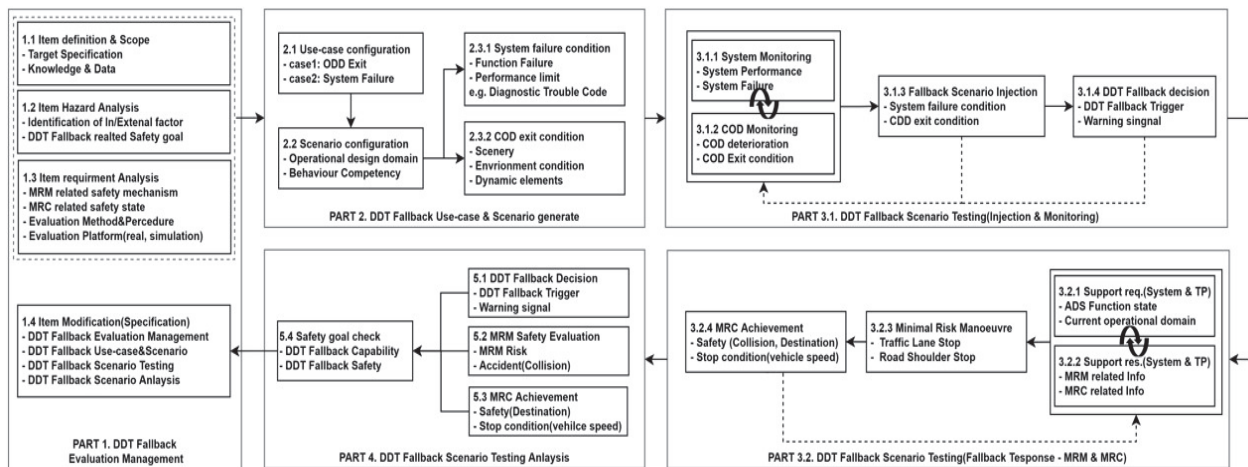 1.1 Item definition & Scope
- Target Specification
- Knowledge & Data
1.2 Item Hazard Analysis
- Identification of In/Extenal factor
- DDT Fallback realted Safety goal
1.3 Item requirment Analysis
- MRM related safety mechanism
- MRC related safety state
- Evaluation Method&Percedure
- Evaluation Platform(real, simulation)
1.4 Item Modification(Specification)
- DDT Fallback Evaluation Management
- DDT Fallback Use-case&Scenario
- DDT Fallback Scenario Testing
- DDT Fallback Scenario Anlaysis
PART 1. DDT Fallback
Evaluation Management
2.1 Use-case configuration
- case1: ODD Exit
- case2: System Failure
2.2 Scenario configuration
- Operational design domain
- Behaviour Competency
2.3.1 System failure condition
- Function Failure
- Performance limit
e.g. Diagnostic Trouble Code
2.3.2 COD exit condition
- Scenery
- Envrionment condition
- Dynamic elements
PART 2. DDT Fallback Use-case & Scenario generate
3.1.1 System Monitoring
- System Performance
- System Failure
3.1.2 COD Monitoring
- COD deterioration
- COD Exit condition
3.1.3 Fallback Scenario Injection
- System failure condition
- CDD exit condition
3.1.4 DDT Fallback decision
- DDT Fallback Trigger
- Warning singnal
PART 3.1. DDT Fallback Scenario Testing(Injection & Monitoring)
3.2.1 Support req.(System & TP)
- ADS Function state
- Current operational domain
3.2.2 Support res.(System & TP)
- MRM related Info
- MRC related Info
3.2.3 Minimal Risk Manoeuvre
- Traffic Lane Stop
- Road Shoulder Stop
3.2.4 MRC Achievement
- Safety (Collision, Destination)
- Stop condition(vehicle speed)
PART 3.2. DDT Fallback Scenario Testing(Fallback Tesponse - MRM & MRC)
5.1 DDT Fallback Decision
- DDT Fallback Trigger
- Warning signal
5.2 MRM Safety Evaluation
- MRM Risk
- Accident(Collision)
5.3 MRC Achievement
- Safety(Destination)
- Stop condition(vehilce speed)
5.4 Safety goal check
- DDT Fallback Capability
- DDT Fallback Safety
PART 4. DDT Fallback Scenario Testing Anlaysis